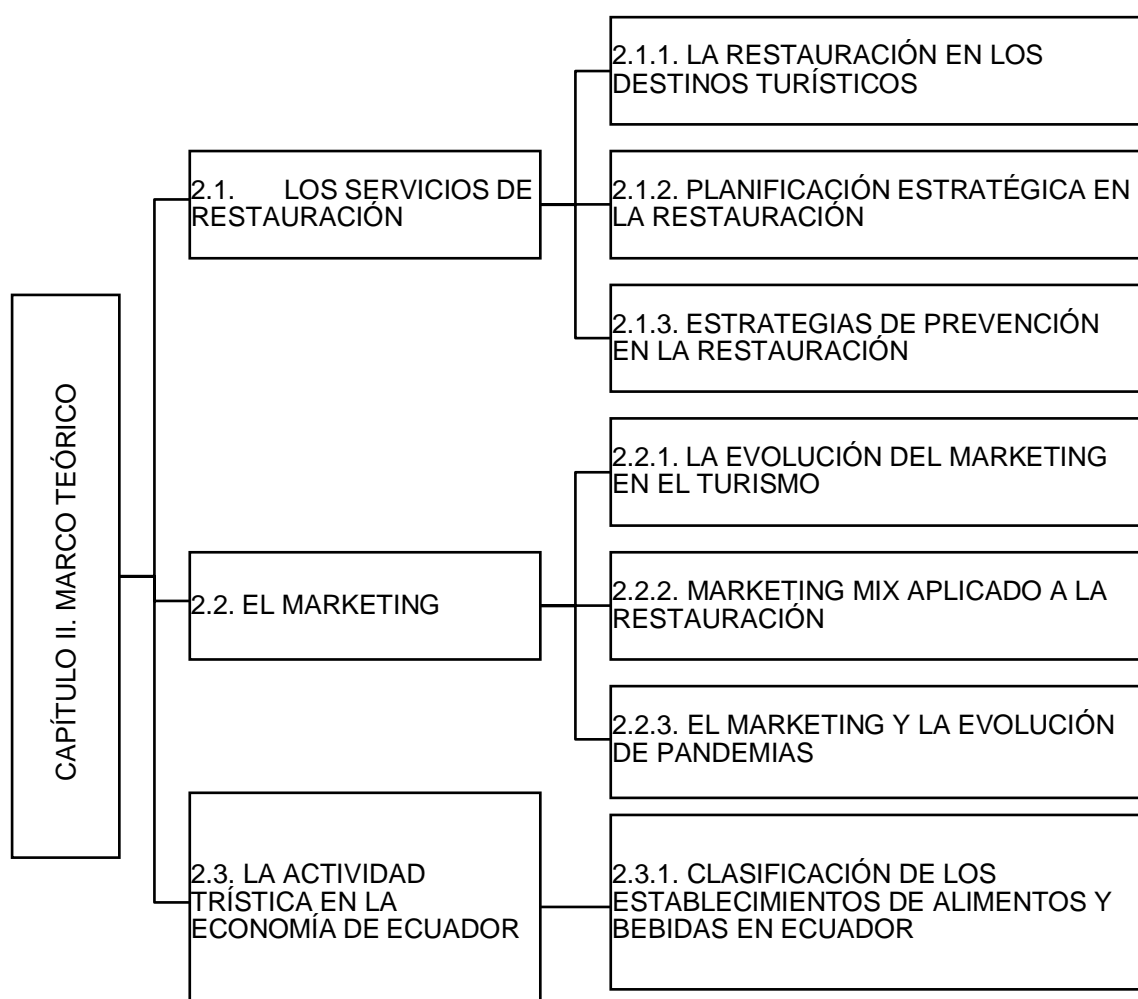 CAPÍTULO II. MARCO TEÓRICO
2.1. LOS SERVICIOS DE
RESTAURACIÓN
2.1.1. LA RESTAURACIÓN EN LOS
DESTINOS TURÍSTICOS
2.1.2. PLANIFICACIÓN ESTRATÉGICA EN
LA RESTAURACIÓN
2.1.3. ESTRATEGIAS DE PREVENCIÓN
EN LA RESTAURACIÓN
2.2. EL MARKETING
2.2.1. LA EVOLUCIÓN DEL MARKETING
EN EL TURISMO
2.2.2. MARKETING MIX APLICADO A LA
RESTAURACIÓN
2.2.3. EL MARKETING Y LA EVOLUCIÓN
DE PANDEMIAS
2.3. LA ACTIVIDAD
TRÍSTICA EN LA
ECONOMÍA DE ECUADOR
2.3.1. CLASIFICACIÓN DE LOS
ESTABLECIMIENTOS DE ALIMENTOS Y
BEBIDAS EN ECUADOR